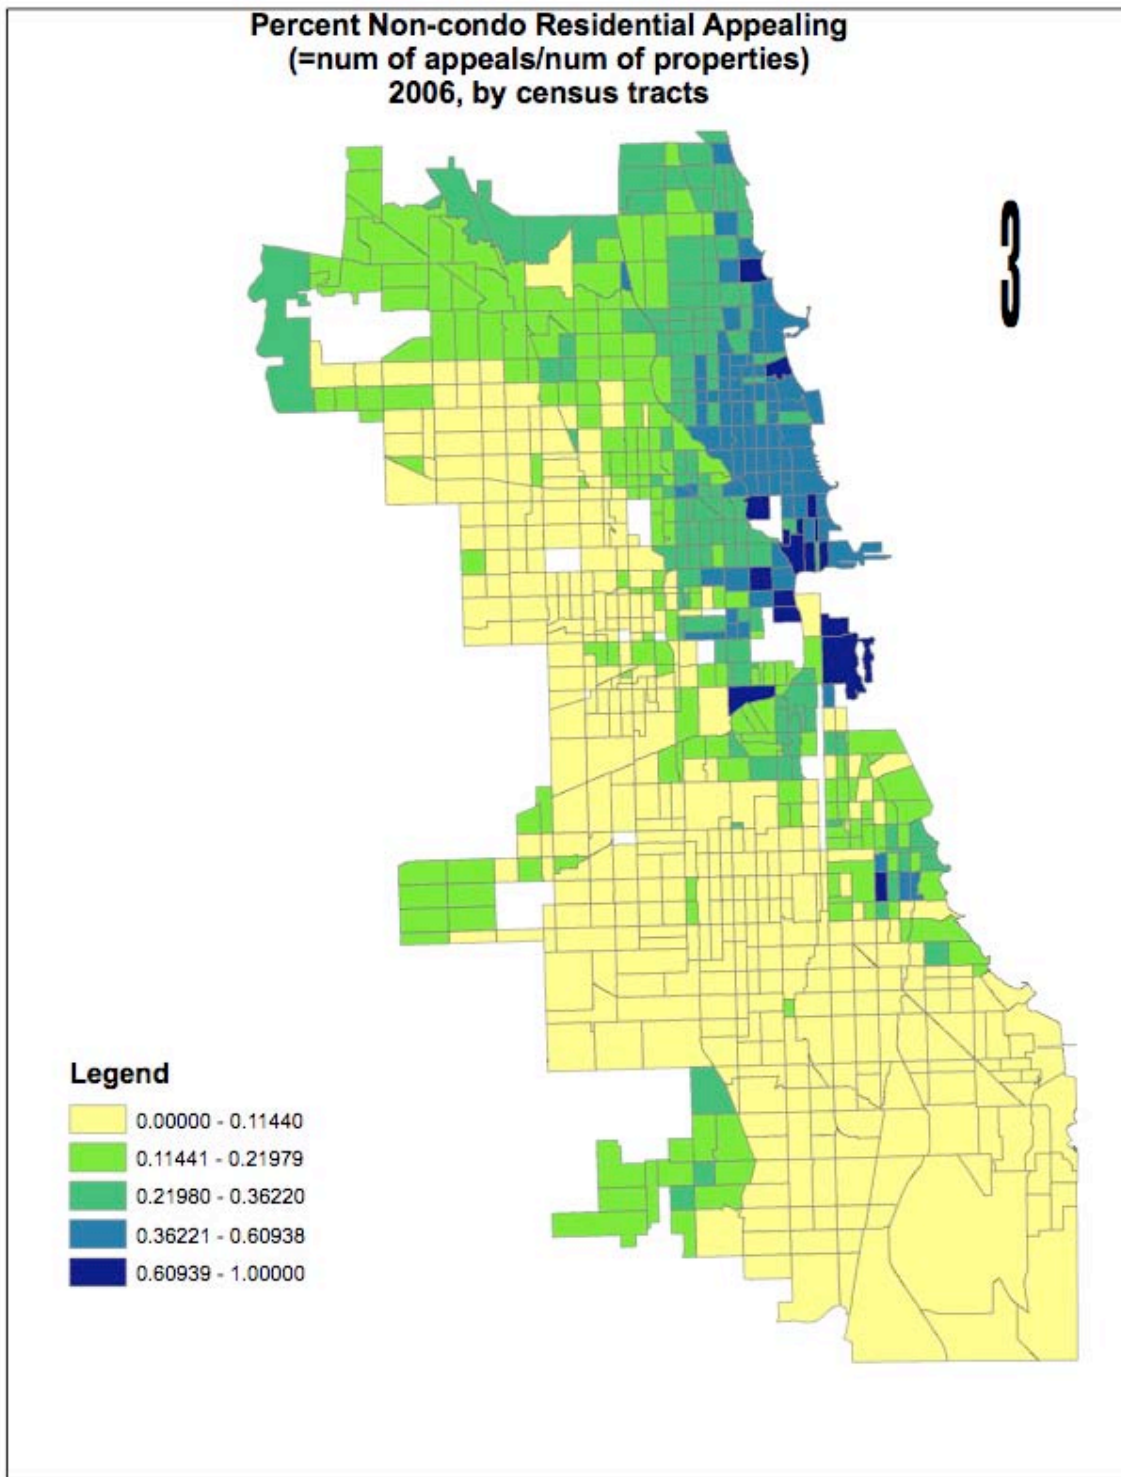 Percent Non-condo Residential Appealing
(=num of appeals/num of properties)
2006, by census tracts
3
Legend
0.00000 - 0.11440
0.11441 - 0.21979
0.21980 - 0.36220
0.36221 - 0.60938
0.60939 - 1.00000